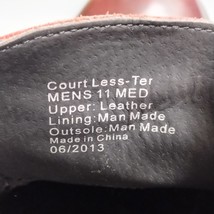 Court Less-Ter
MENS 11 MED
Upper: Leather
Lining: Man Made
Outsole: Man Made
Made in China
06/2013